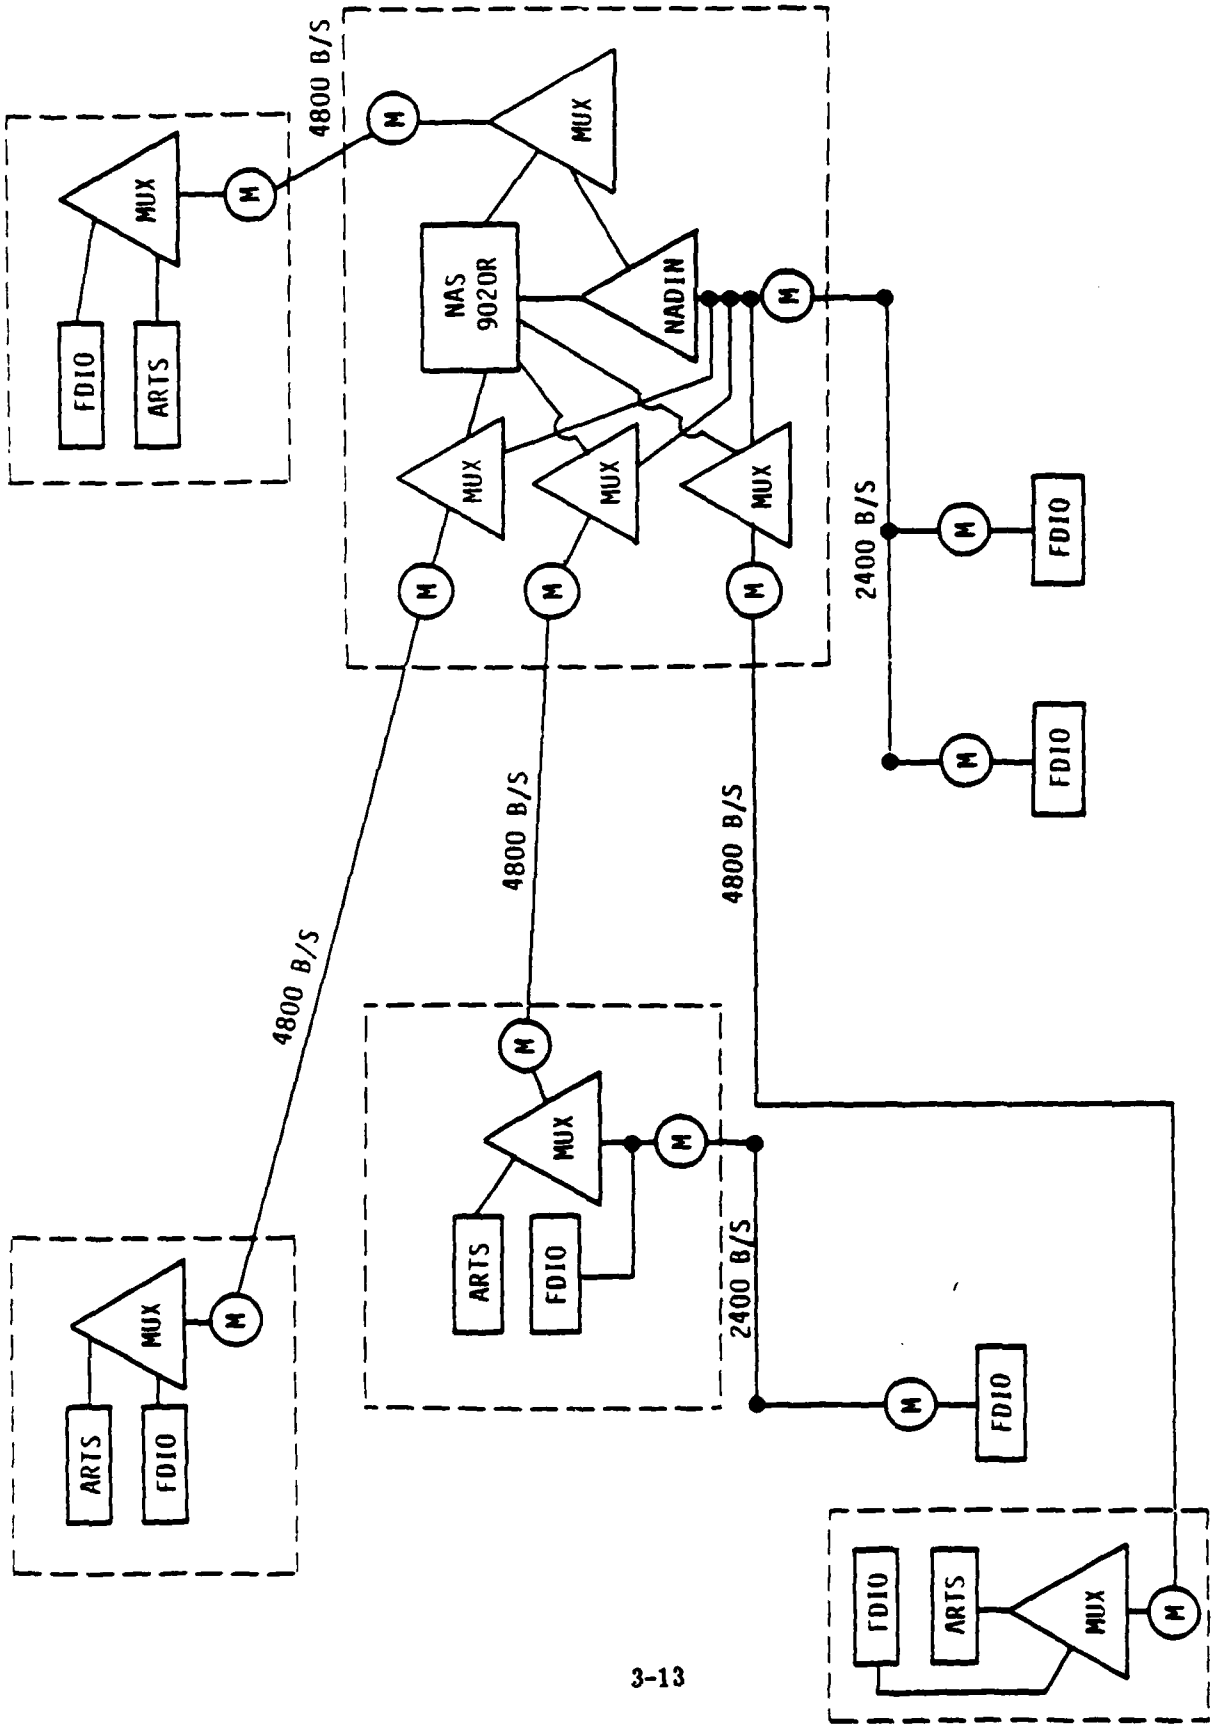 4800 B/S
MUX
M
FDIO
ARTS
M
MUX
NAS
9020R
NADIN
M
MUX
MUX
MUX
M
M
M
2400 B/S
M
FDIO
M
FDIO
4800 B/S
4800 B/S
4800 B/S
M
MUX
M
ARTS
FDIO
2400 B/S
M
FDIO
MUX
M
ARTS
FDIO
FDIO
ARTS
MUX
M
3-13